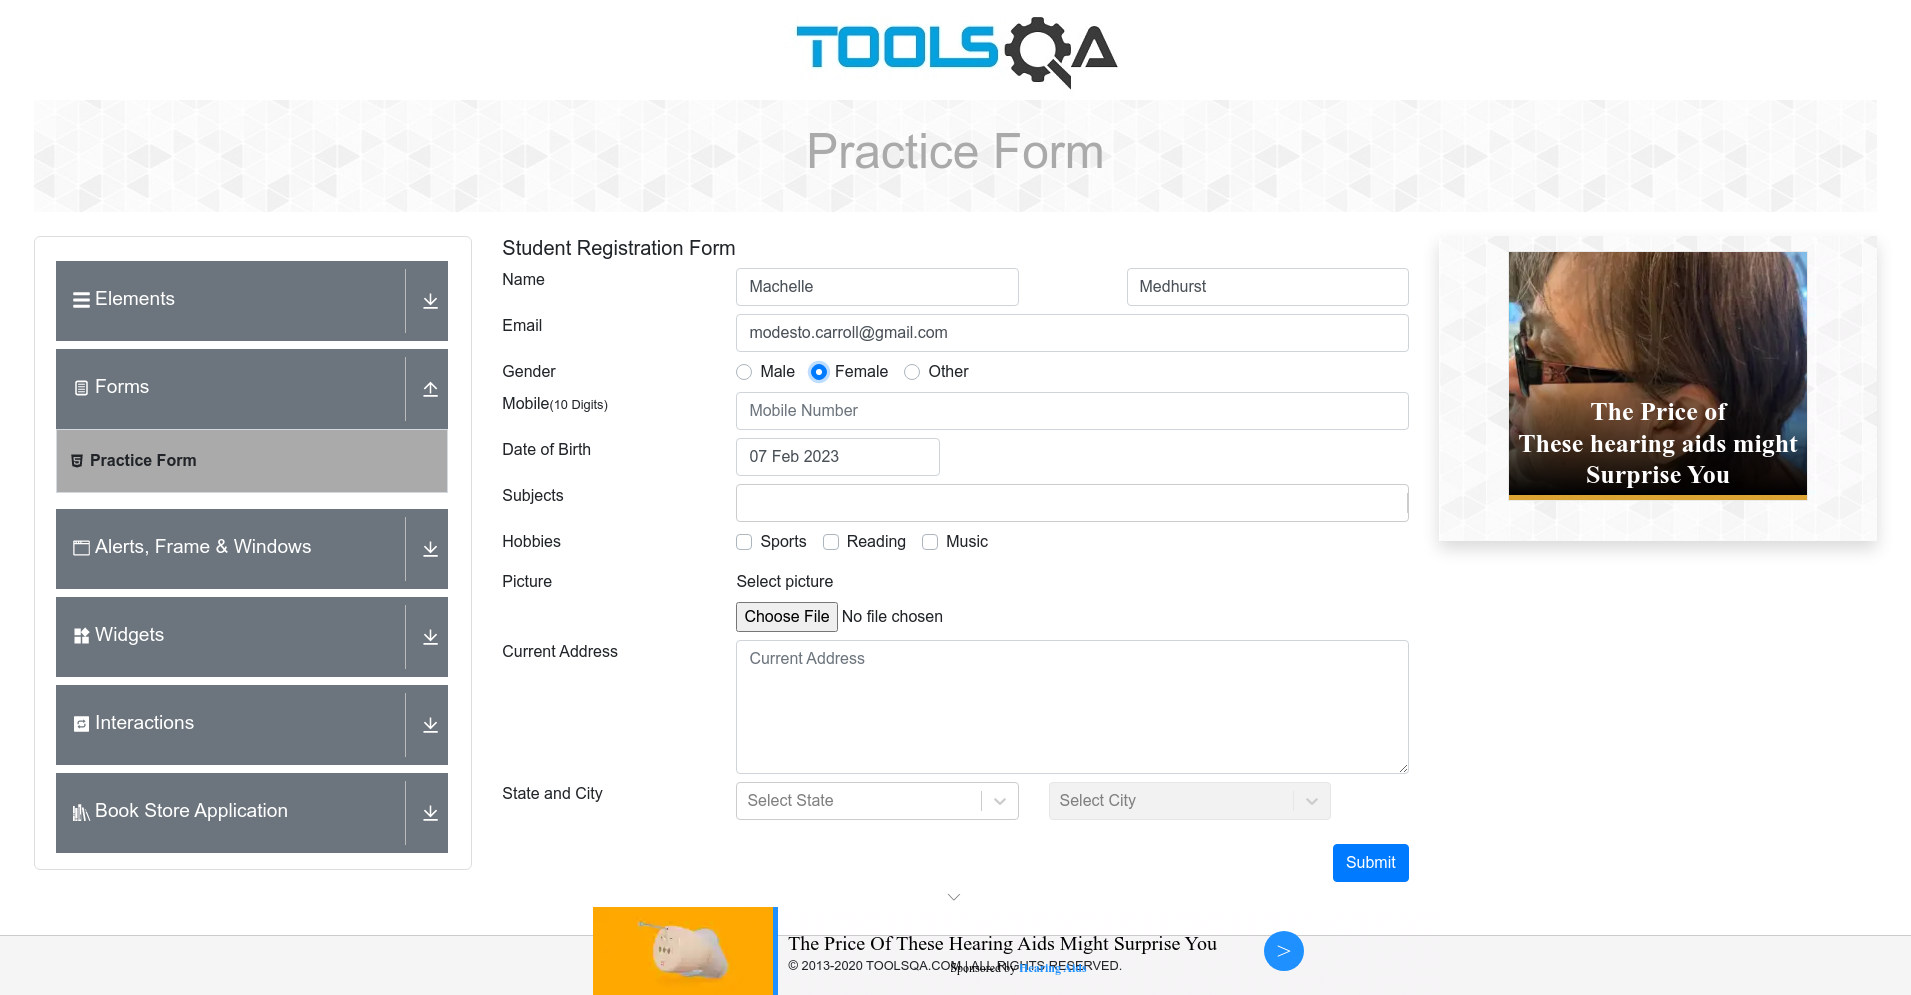 TOOLSQA
Practice Form
Elements
Forms
Practice Form
Alerts, Frame & Windows
Widgets
Interactions
Book Store Application
Student Registration Form
Name
Machelle
Medhurst
Email
modesto.carroll@gmail.com
Gender
Male
Female
Other
Mobile(10 Digits)
Mobile Number
Date of Birth
07 Feb 2023
Subjects
Hobbies
Sports
Reading
Music
Picture
Select picture
Choose File No file chosen
Current Address
Current Address
State and City
Select State
Select City
Submit
The Price of
These hearing aids might
Surprise You
The Price Of These Hearing Aids Might Surprise You
>
© 2013-2020 TOOLSQA.COM | ALL RIGHTS RESERVED.
Sponsored by Hearing Aids